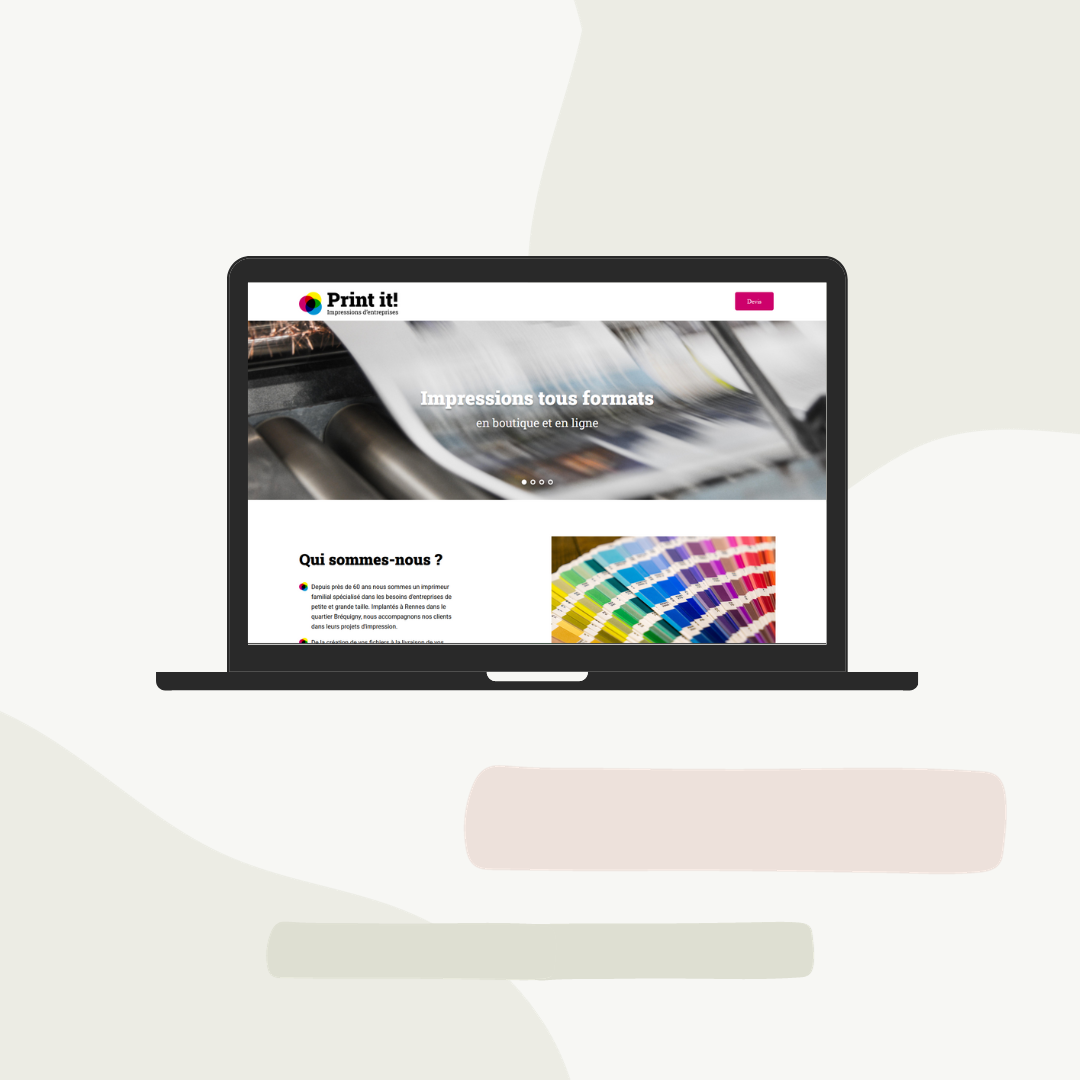 Print it!
Impressions d'entreprises
Devis
Impressions tous formats
en boutique et en ligne
Qui sommes-nous ?
Depuis près de 60 ans nous sommes un imprimeur
familial spécialisé dans les besoins d'entreprises de
petite et grande taille. Implantés à Rennes dans le
quartier Bréquigny, nous accompagnons nos clients
dans leurs projets d'impression.
De la création de vos fichiers à la livraison de vos